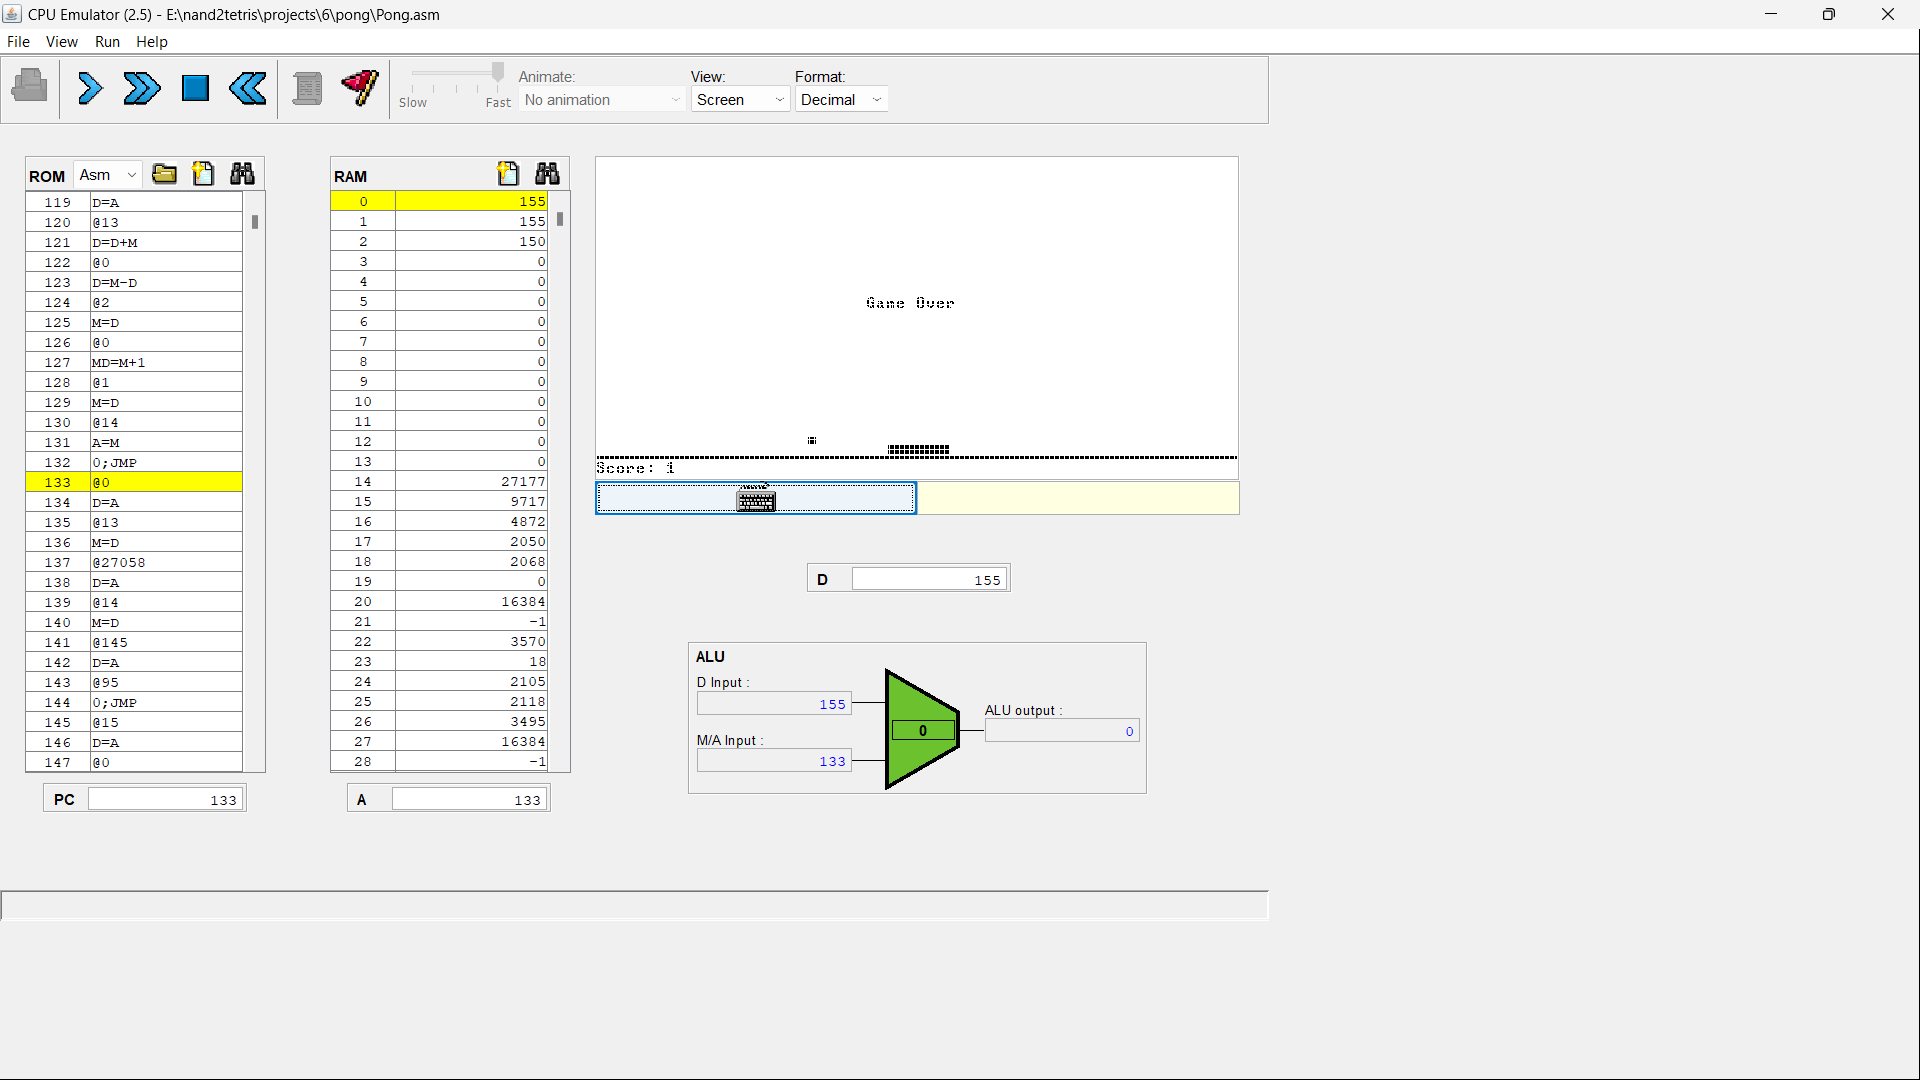 CPU Emulator (2.5) - E:\nand2tetris\projects\6\pong\Pong.asm
File View Run Help
Slow Fast
Animate:
No animation
View:
Screen
Format:
Decimal
ROM Asm
119 D=A
120 @13
121 D=D+M
122 @0
123 D=M-D
124 @2
125 M=D
126 @0
127 MD=M+1
128 @1
129 M=D
130 @14
131 A=M
132 0;JMP
133 @0
134 D=A
135 @13
136 M=D
137 @27058
138 D=A
139 @14
140 M=D
141 @145
142 D=A
143 @95
144 0;JMP
145 @15
146 D=A
147 @0
PC 133
RAM
0 155
1 155
2 150
3 0
4 0
5 0
6 0
7 0
8 0
9 0
10 0
11 0
12 0
13 0
14 27177
15 9717
16 4872
17 2050
18 2068
19 0
20 16384
21 -1
22 3570
23 18
24 2105
25 2118
26 3495
27 16384
28 -1
A 133
Game Over
Score: 1
D 155
ALU
D Input :
155
M/A Input :
133
0
ALU output :
0